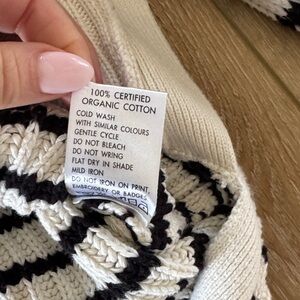 100% CERTIFIED
ORGANIC COTTON
COLD WASH
WITH SIMILAR COLOURS
GENTLE CYCLE
DO NOT BLEACH
DO NOT WRING
FLAT DRY IN SHADE
MILD IRON
DO NOT IRON ON PRINT,
EMBROIDERY OR BADGE.